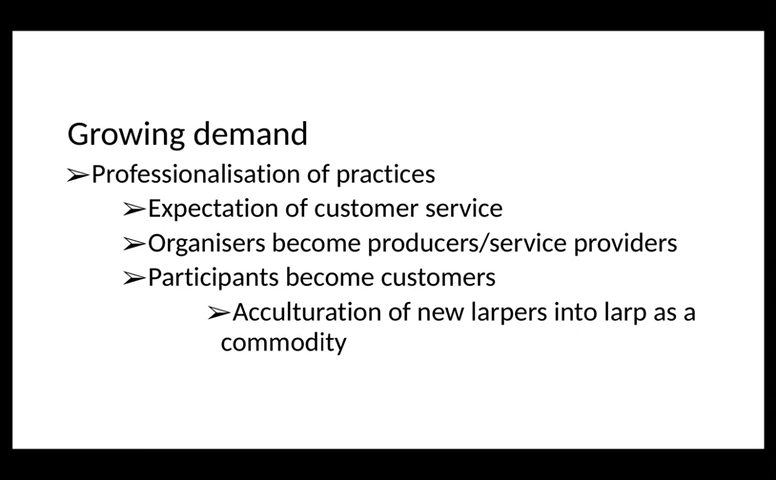 Growing demand
➢Professionalisation of practices
➢Expectation of customer service
➢Organisers become producers/service providers
➢Participants become customers
➢Acculturation of new larpers into larp as a
commodity